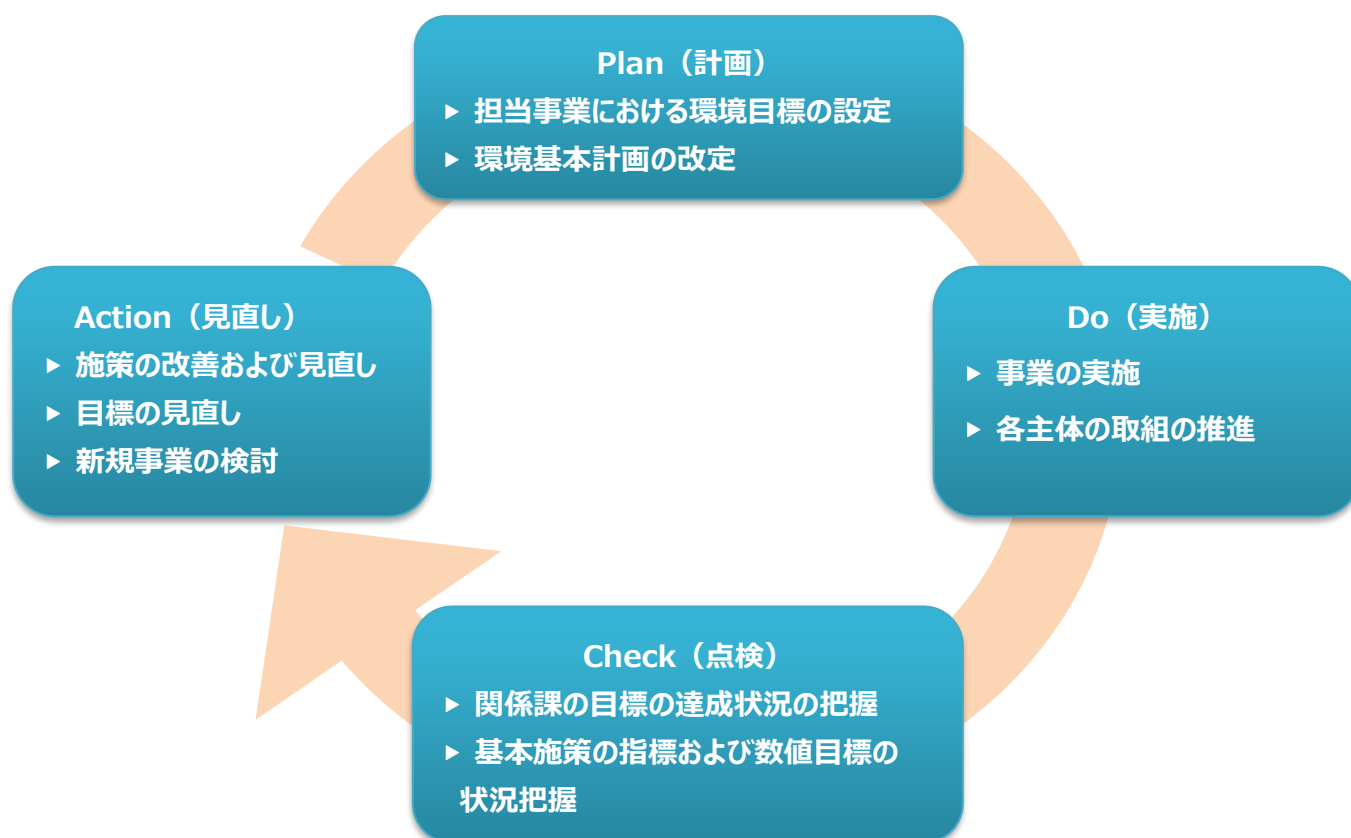 Plan（計画）
▶ 担当事業における環境目標の設定
▶ 環境基本計画の改定
Action（見直し）
▶ 施策の改善および見直し
▶ 目標の見直し
▶ 新規事業の検討
Do（実施）
▶ 事業の実施
▶ 各主体の取組の推進
Check（点検）
▶ 関係課の目標の達成状況の把握
▶ 基本施策の指標および数値目標の
状況把握